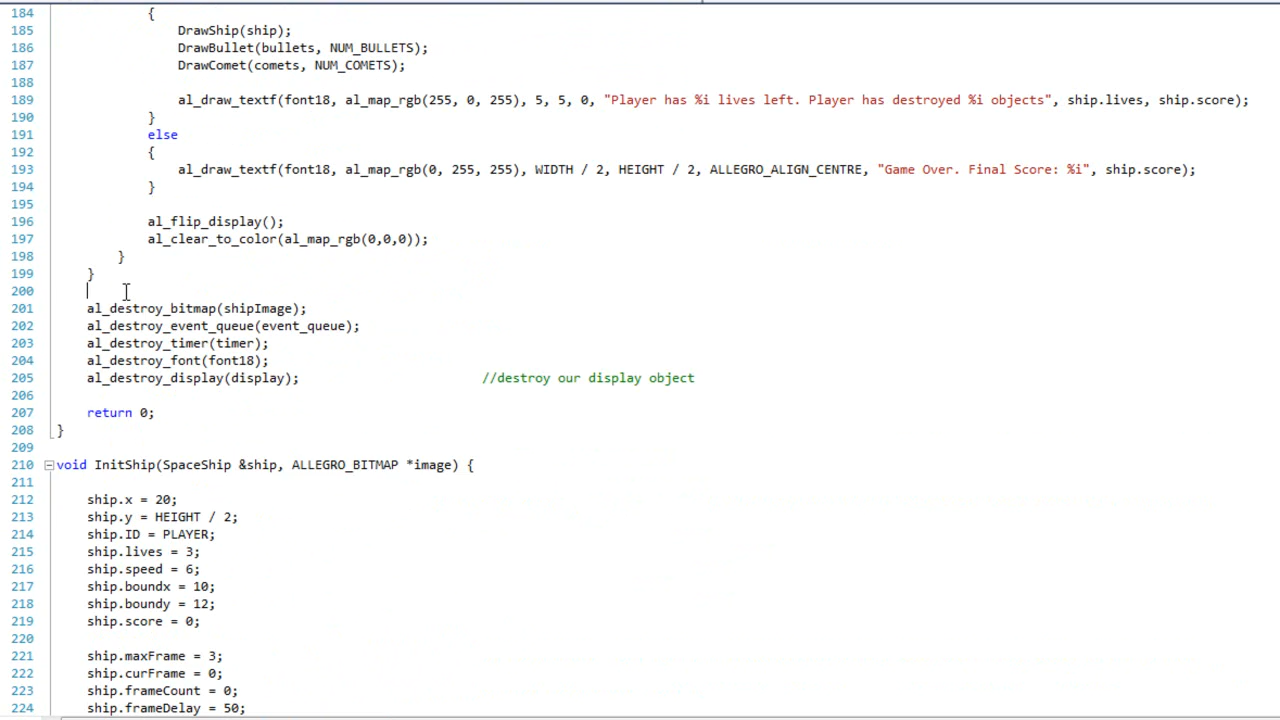 184 {
185 DrawShip(ship);
186 DrawBullet(bullets, NUM_BULLETS);
187 DrawComet(comets, NUM_COMETS);
188
189 al_draw_textf(font18, al_map_rgb(255, 0, 255), 5, 5, 0, "Player has %i lives left. Player has destroyed %i objects", ship.lives, ship.score);
190 }
191 else
192 {
193 al_draw_textf(font18, al_map_rgb(0, 255, 255), WIDTH / 2, HEIGHT / 2, ALLEGRO_ALIGN_CENTRE, "Game Over. Final Score: %i", ship.score);
194 }
195
196 al_flip_display();
197 al_clear_to_color(al_map_rgb(0,0,0));
198 }
199 }
200
201 al_destroy_bitmap(shipImage);
202 al_destroy_event_queue(event_queue);
203 al_destroy_timer(timer);
204 al_destroy_font(font18);
205 al_destroy_display(display); //destroy our display object
206
207 return 0;
208 }
209
210 void InitShip(SpaceShip &ship, ALLEGRO_BITMAP *image) {
211
212 ship.x = 20;
213 ship.y = HEIGHT / 2;
214 ship.ID = PLAYER;
215 ship.lives = 3;
216 ship.speed = 6;
217 ship.boundx = 10;
218 ship.boundy = 12;
219 ship.score = 0;
220
221 ship.maxFrame = 3;
222 ship.curFrame = 0;
223 ship.frameCount = 0;
224 ship.frameDelay = 50;